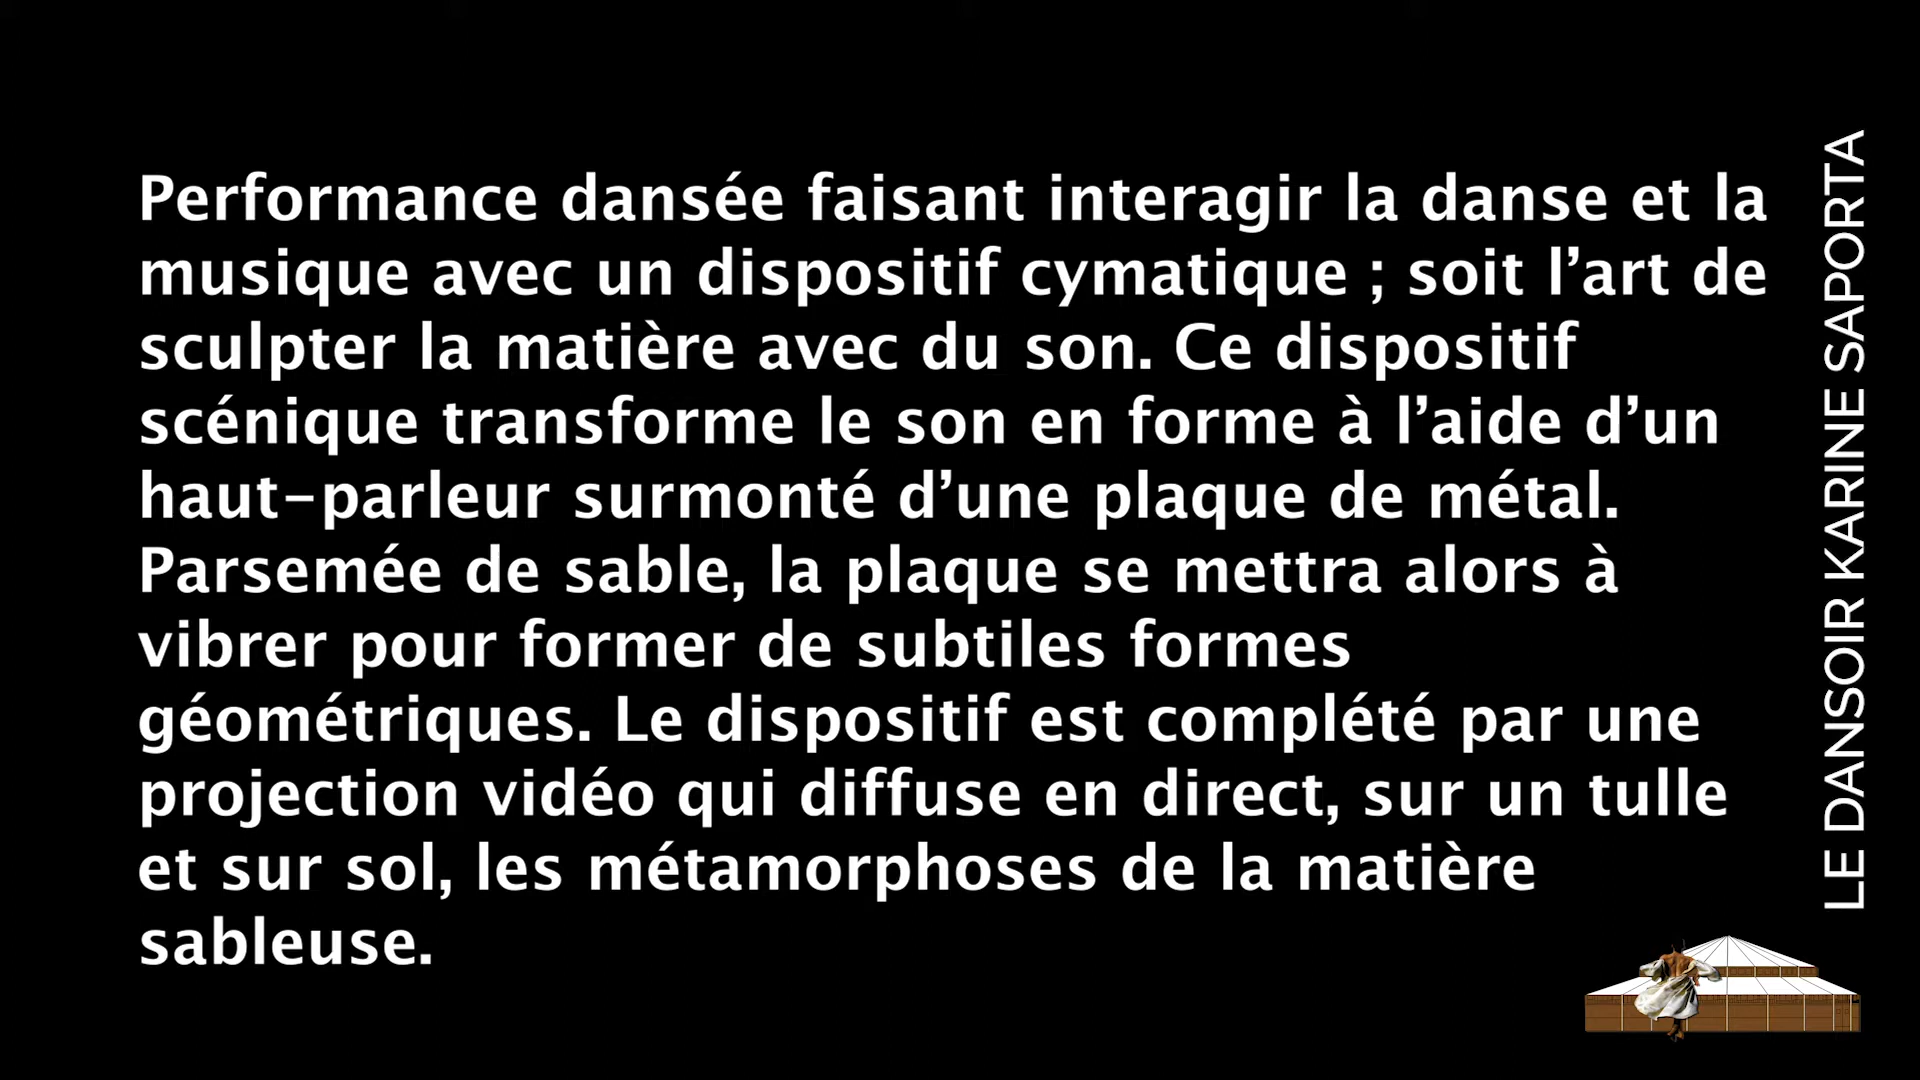 Performance dansée faisant interagir la danse et la
musique avec un dispositif cymatique ; soit l’art de
sculpter la matière avec du son. Ce dispositif
scénique transforme le son en forme à l’aide d’un
haut-parleur surmonté d’une plaque de métal.
Parsemée de sable, la plaque se mettra alors à
vibrer pour former de subtiles formes
géométriques. Le dispositif est complété par une
projection vidéo qui diffuse en direct, sur un tulle
et sur sol, les métamorphoses de la matière
sableuse.
LE DANSOIR KARINE SAPORTA